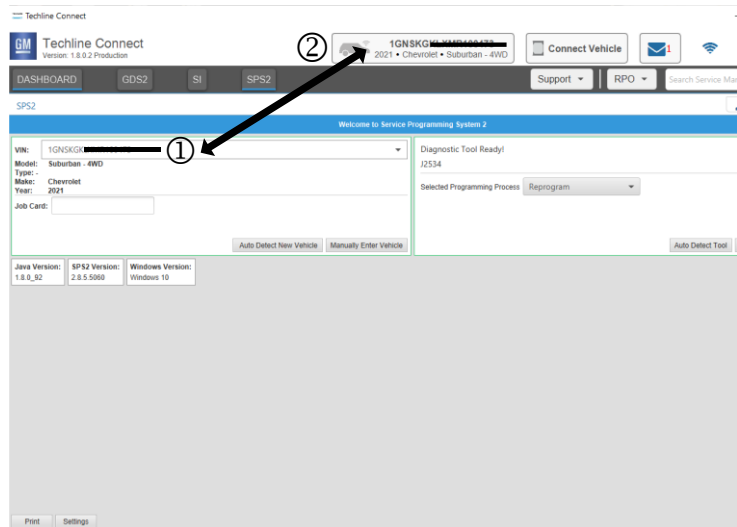 Techline Connect
GM
Techline Connect
Version: 1.8.0.2 Production
②
2021 • Chevrolet • Suburban - 4WD
Connect Vehicle
1
DASHBOARD GDS2 SI SPS2
Support
RPO
Search Service Ma
SPS2
Welcome to Service Programming System 2
VIN: 1GNSKGK
①
Model: Suburban - 4WD
Type: -
Make: Chevrolet
Year: 2021
Job Card:
Auto Detect New Vehicle
Manually Enter Vehicle
Diagnostic Tool Ready!
J2534
Selected Programming Process Reprogram
Auto Detect Tool
Java Version:
1.8.0_92
SPS2 Version:
2.8.5.5060
Windows Version:
Windows 10
Print
Settings